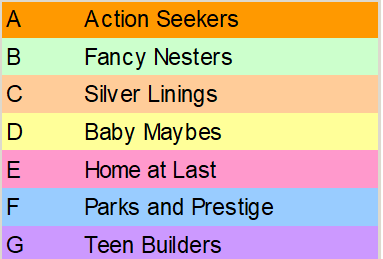 A Action Seekers
B Fancy Nesters
C Silver Linings
D Baby Maybes
E Home at Last
F Parks and Prestige
G Teen Builders